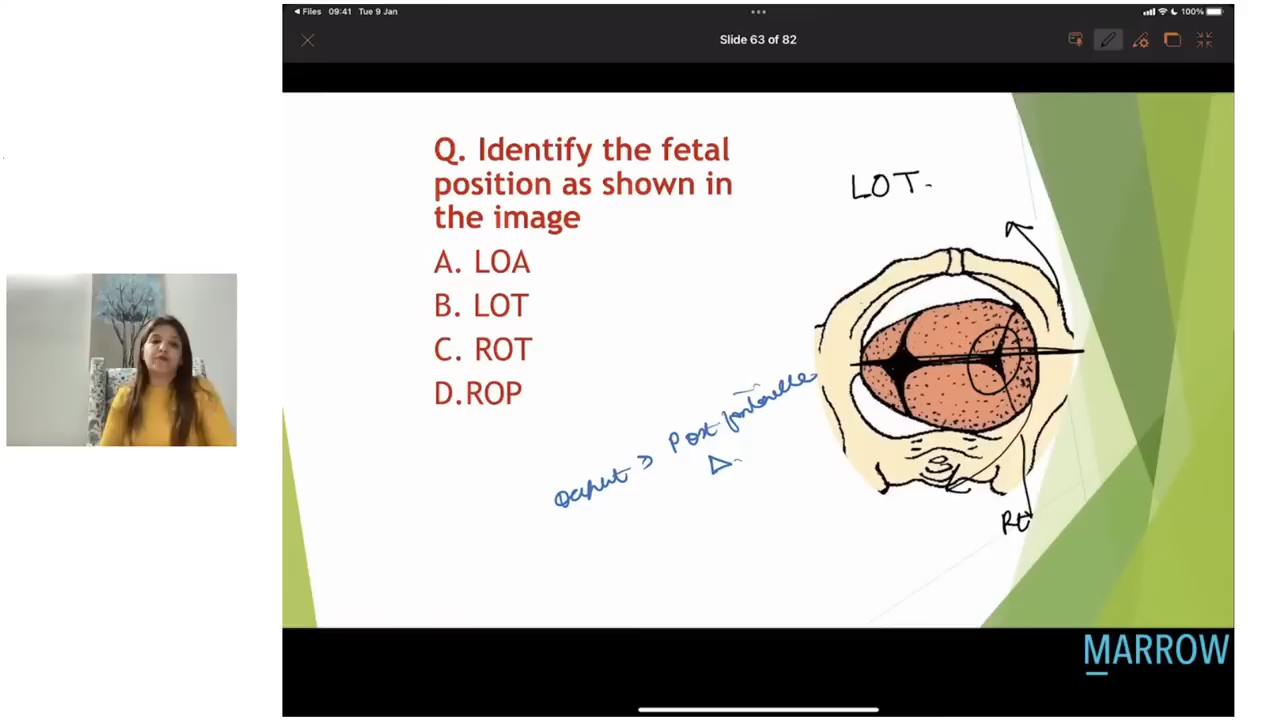 Files 09:41 Tue 9 Jan
100%
Slide 63 of 82
Q. Identify the fetal
position as shown in
the image
A. LOA
B. LOT
C. ROT
D.ROP
LOT.
Occiput → Post fontanelle
MARROW